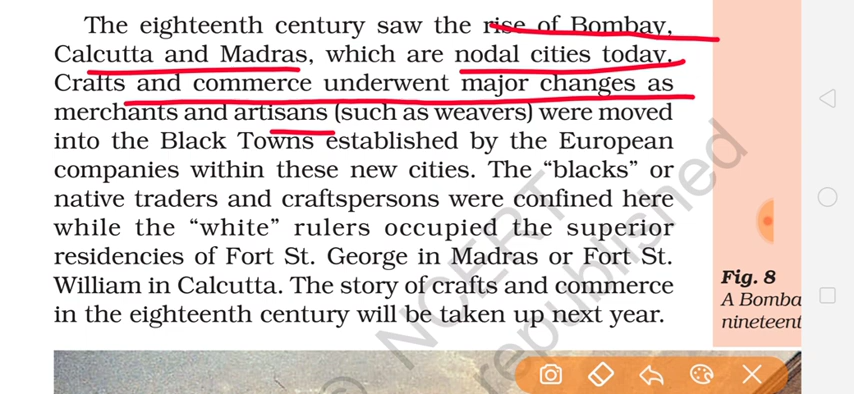 The eighteenth century saw the rise of Bombay,
Calcutta and Madras, which are nodal cities today.
Crafts and commerce underwent major changes as
merchants and artisans (such as weavers) were moved
into the Black Towns established by the European
companies within these new cities. The “blacks” or
native traders and craftspersons were confined here
while the “white” rulers occupied the superior
residencies of Fort St. George in Madras or Fort St.
William in Calcutta. The story of crafts and commerce
in the eighteenth century will be taken up next year.
Fig. 8
A Bomba
nineteent
© NCERT
republished